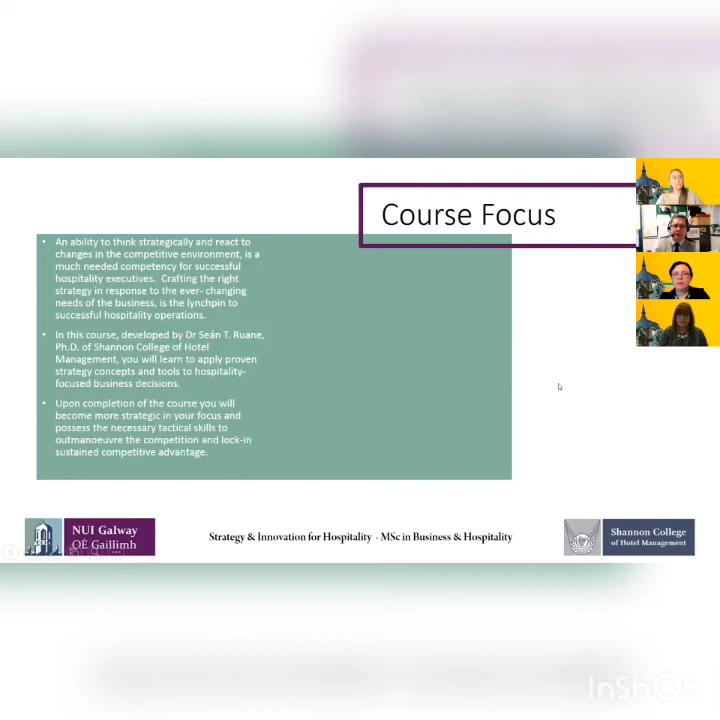 Course Focus
• An ability to think strategically and react to
changes in the competitive environment, is a
much needed competency for successful
hospitality executives. Crafting the right
strategy in response to the ever- changing
needs of the business, is the lynchpin to
successful hospitality operations.
• In this course, developed by Dr Seán T. Ruane,
Ph.D. of Shannon College of Hotel
Management, you will learn to apply proven
strategy concepts and tools to hospitality-
focused business decisions.
• Upon completion of the course you will
become more strategic in your focus and
possess the necessary tactical skills to
outmanoeuvre the competition and lock-in
sustained competitive advantage.
NUI Galway
OÉ Gaillimh
Strategy & Innovation for Hospitality - MSc in Business & Hospitality
Shannon College
of Hotel Management
InShOt